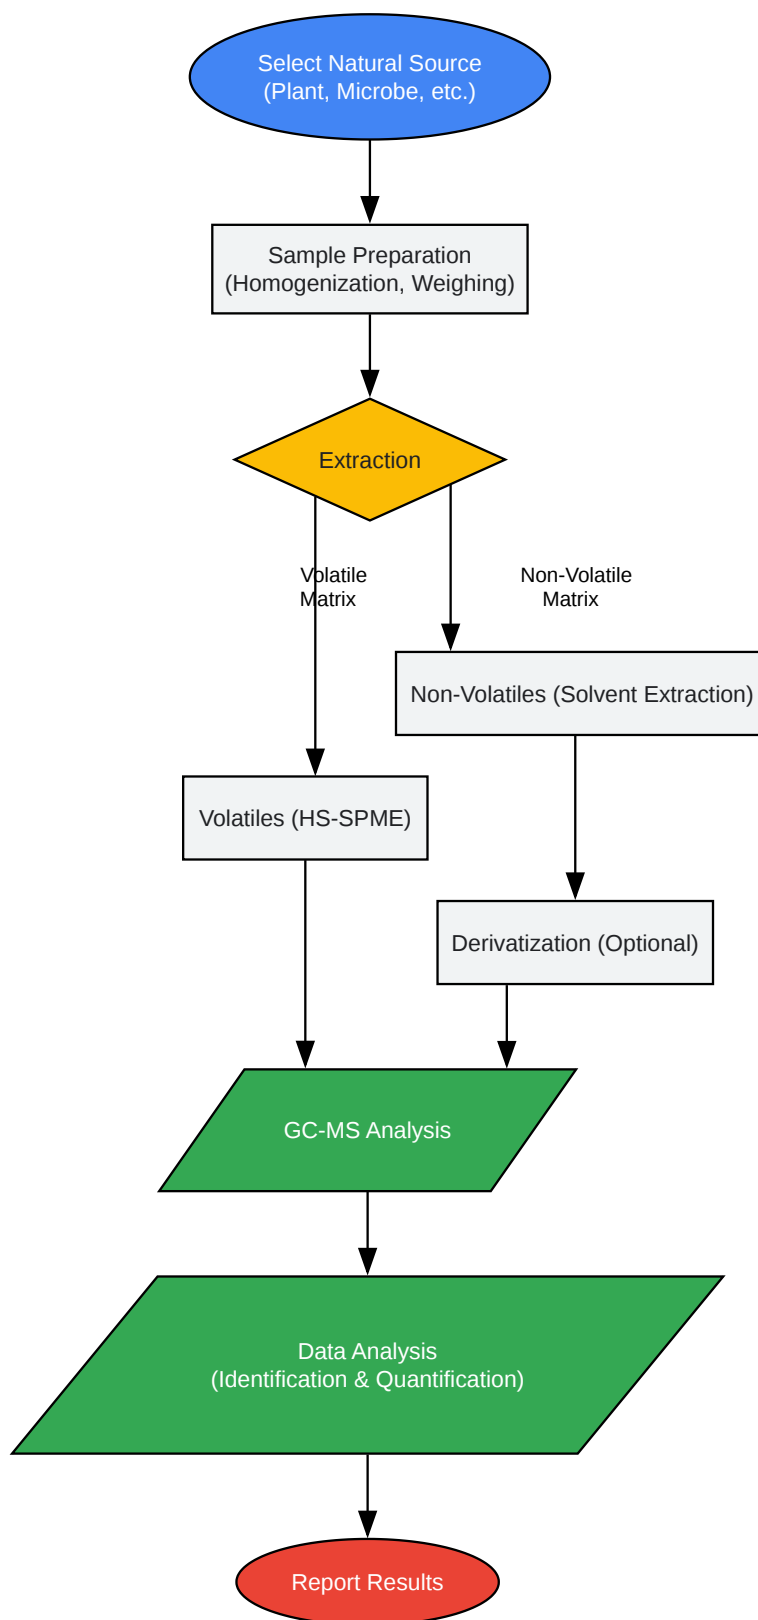 Select Natural Source
(Plant, Microbe, etc.)
Sample Preparation
(Homogenization, Weighing)
Extraction
Volatile
Matrix
Non-Volatile
Matrix
Non-Volatiles (Solvent Extraction)
Volatiles (HS-SPME)
Derivatization (Optional)
GC-MS Analysis
Data Analysis
(Identification & Quantification)
Report Results